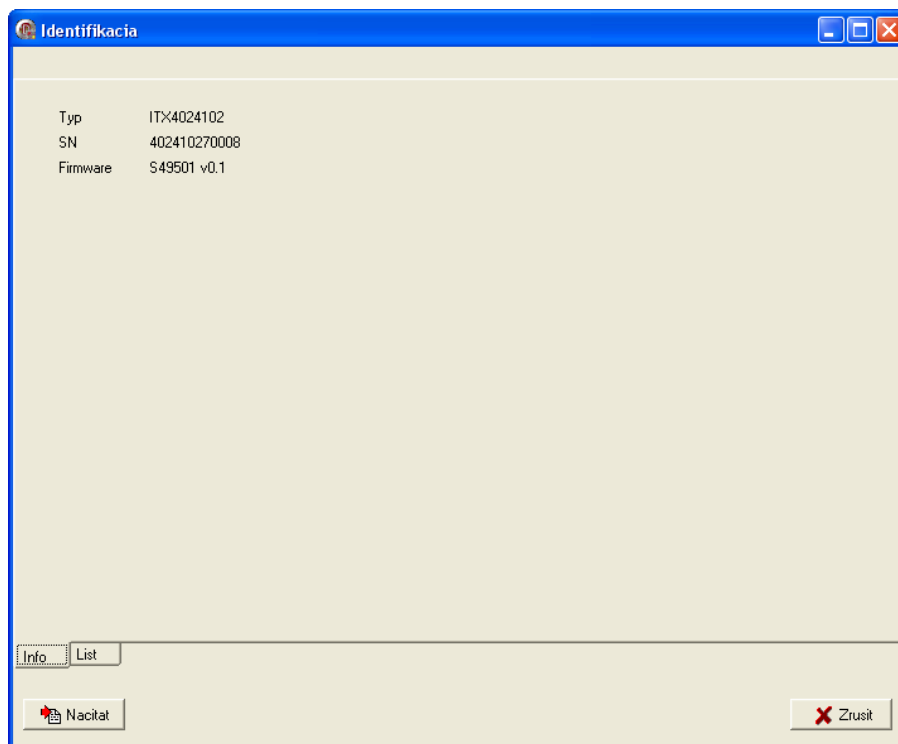 Identifikacia
Typ ITX4024102
SN 402410270008
Firmware S49501 v0.1
Info List
Nacitat Zrusit